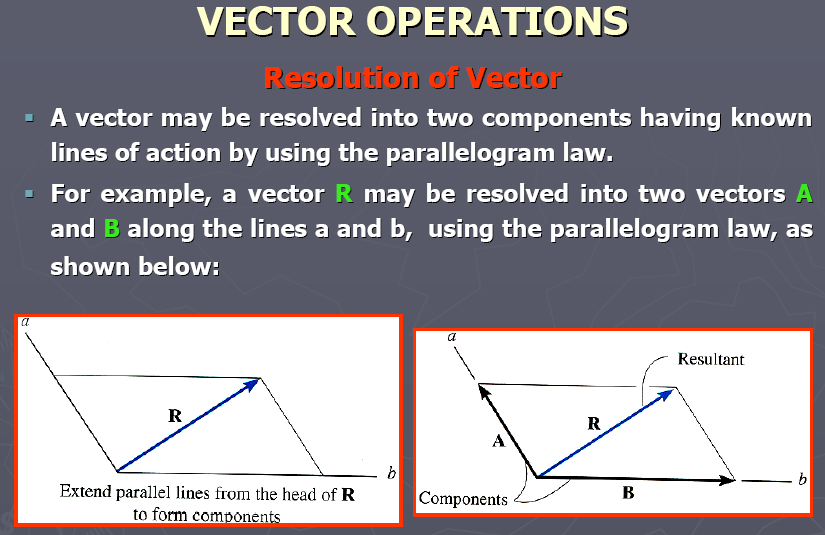 VECTOR OPERATIONS
Resolution of Vector
▪ A vector may be resolved into two components having known
lines of action by using the parallelogram law.
▪ For example, a vector R may be resolved into two vectors A
and B along the lines a and b, using the parallelogram law, as
shown below:
a
R
b
Extend parallel lines from the head of R
to form components
a
Resultant
R
A
b
Components
B